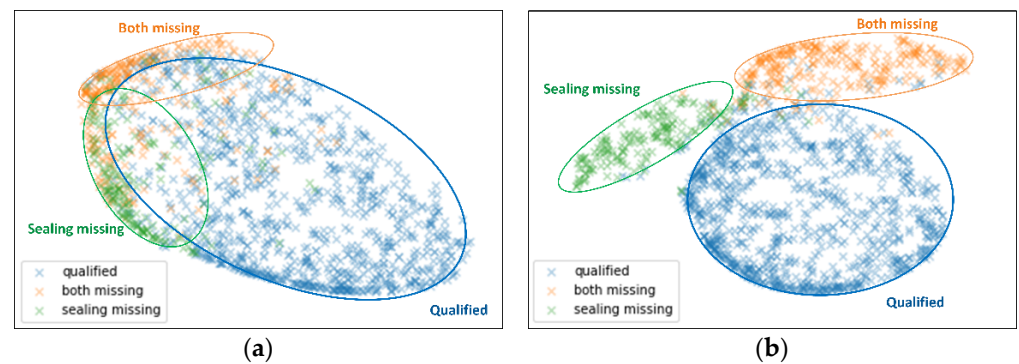 Both missing
Sealing missing
Qualified
qualified
both missing
sealing missing
(a)
Both missing
Sealing missing
Qualified
qualified
both missing
sealing missing
(b)